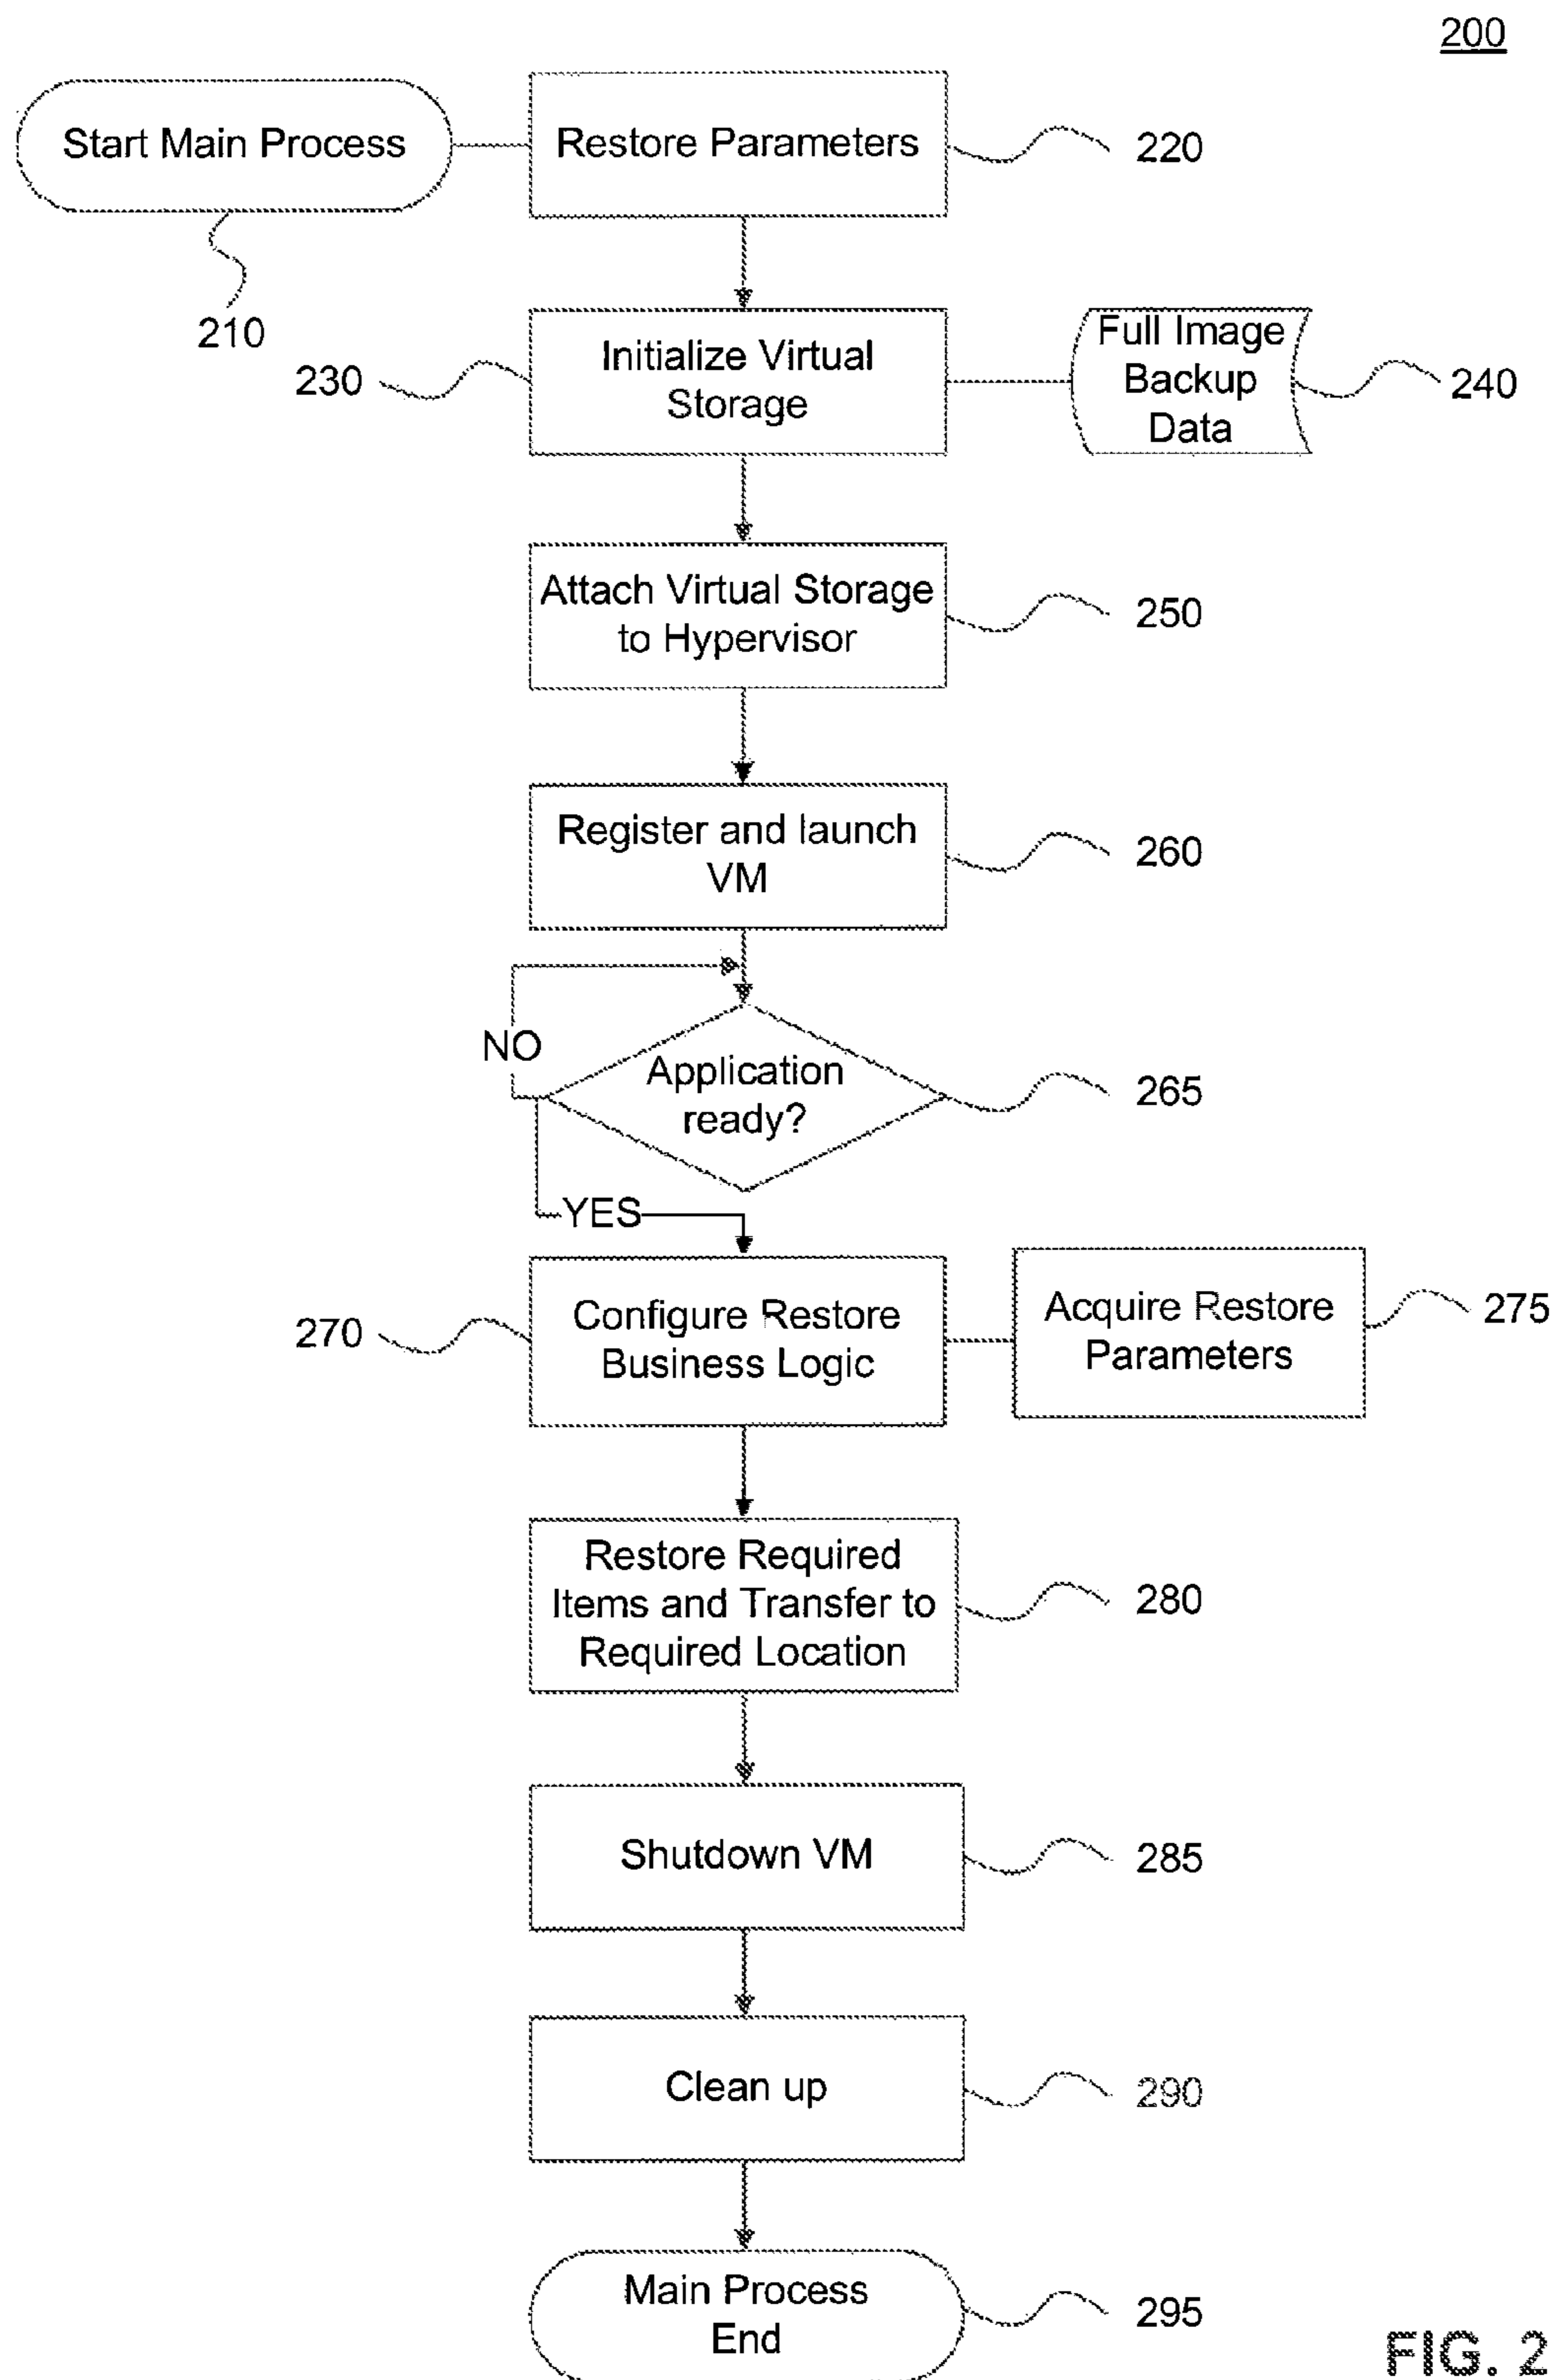 200
Start Main Process
Restore Parameters
220
210
230
Initialize Virtual
Storage
Full Image
Backup
Data
240
Attach Virtual Storage
to Hypervisor
250
Register and launch
VM
260
NO
Application
ready?
265
YES
270
Configure Restore
Business Logic
Acquire Restore
Parameters
275
Restore Required
Items and Transfer to
Required Location
280
Shutdown VM
285
Clean up
290
Main Process
End
295
FIG. 2